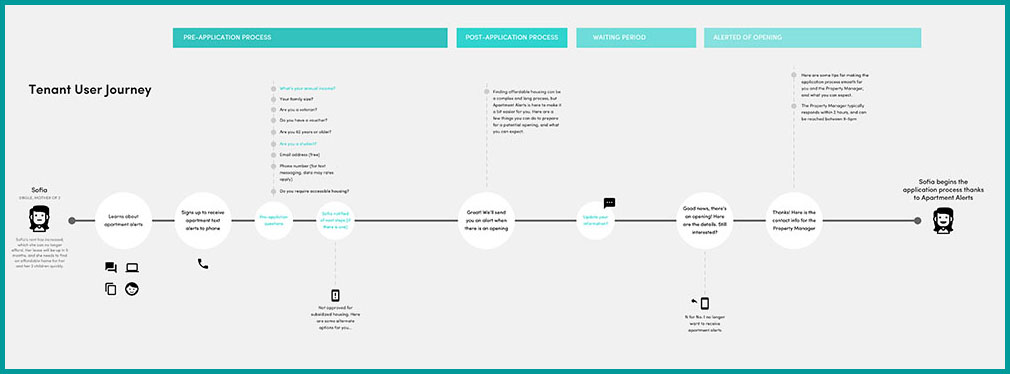 PRE-APPLICATION PROCESS
POST-APPLICATION PROCESS
WAITING PERIOD
ALERTED OF OPENING
Tenant User Journey
What's your annual income?
Your family size?
Are you a veteran?
Do you have a voucher?
Are you 62 years or older?
Are you a student?
Email address (free)
Phone number (for text
messaging, data may rates
apply)
Do you require accessible housing?
Finding affordable housing can be
a complex and long process, but
Apartment Alerts is here to make it
a bit easier for you. Here are a
few things you can do to prepare
for a potential opening, and what
you can expect.
Here are some tips for making the
application process smooth for
you and the Property Manager,
and what you can expect.
The Property Manager typically
responds within 2 hours, and can
be reached between 9-5pm
Sofia
SINGLE, MOTHER OF 2
Sofia's rent has increased,
which she can no longer
afford. Her lease will be up in 3
months, and she needs to find
an affordable home for her
and her 2 children quickly.
Learns about
apartment alerts
Signs up to receive
apartment text
alerts to phone
Pre-application
questions
Sofia notified
of next steps (if
there is one)
Great! We'll send
you an alert when
there is an opening
Update your
information?
Good news, there's
an opening! Here
are the details. Still
interested?
Thanks! Here is the
contact info for the
Property Manager
Sofia begins the
application process thanks
to Apartment Alerts
Not approved for
subsidized housing. Here
are some alternate
options for you...
N for No. I no longer
want to receive
apartment alerts